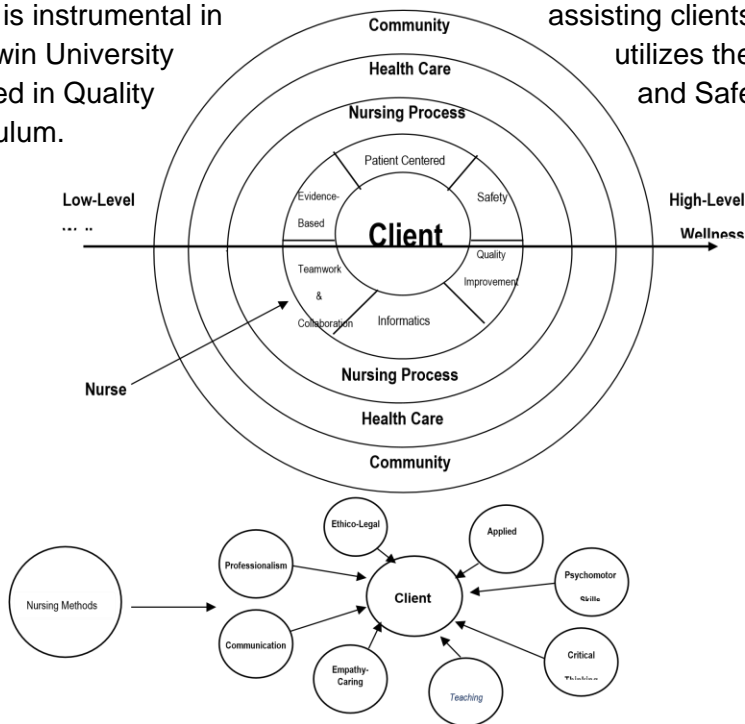 is instrumental in
win University
ed in Quality
ulum.
assisting clients
utilizes the
and Safe
Community
Health Care
Nursing Process
Patient Centered
Evidence-
Based
Safety
Low-Level
High-Level
Wellness
Client
Teamwork
&
Collaboration
Quality
Improvement
Informatics
Nursing Process
Nurse
Health Care
Community
Nursing Methods
Professionalism
Ethico-Legal
Applied
Psychomotor
Client
Communication
Empathy-
Caring
Teaching
Critical
Thinking